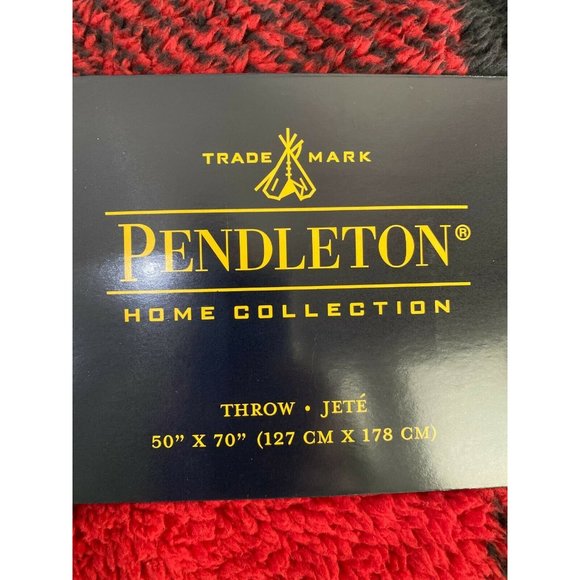 TRADE MARK
PENDLETON®
HOME COLLECTION
THROW • JETÉ
50” X 70” (127 CM X 178 CM)